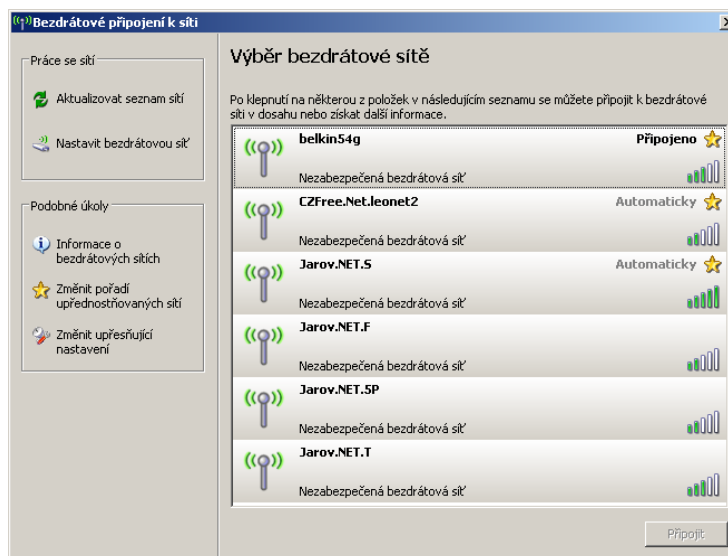 Bezdrátové připojení k síti
Práce se sítí
Aktualizovat seznam sítí
Nastavit bezdrátovou síť
Podobné úkoly
Informace o
bezdrátových sítích
Změnit pořadí
upřednostňovaných sítí
Změnit upřesňující
nastavení
Výběr bezdrátové sítě
Po klepnutí na některou z položek v následujícím seznamu se můžete připojit k bezdrátové
síti v dosahu nebo získat další informace.
belkin54g Připojeno
Nezabezpečená bezdrátová síť
CZFree.Net.leonet2 Automaticky
Nezabezpečená bezdrátová síť
Jarov.NET.S Automaticky
Nezabezpečená bezdrátová síť
Jarov.NET.F
Nezabezpečená bezdrátová síť
Jarov.NET.SP
Nezabezpečená bezdrátová síť
Jarov.NET.T
Nezabezpečená bezdrátová síť
Připojit